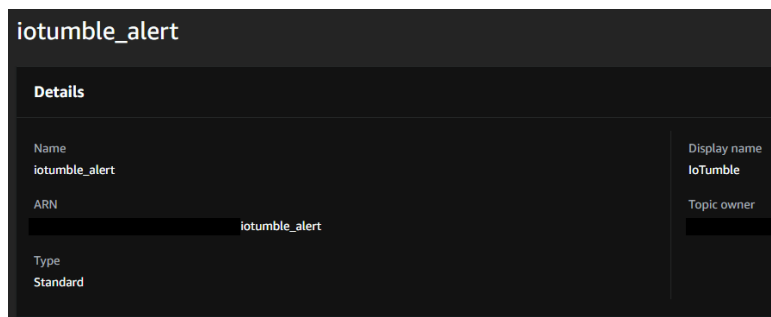 iotumble_alert
Details
Name
iotumble_alert
Display name
IoTumble
ARN
iotumble_alert
Topic owner
Type
Standard